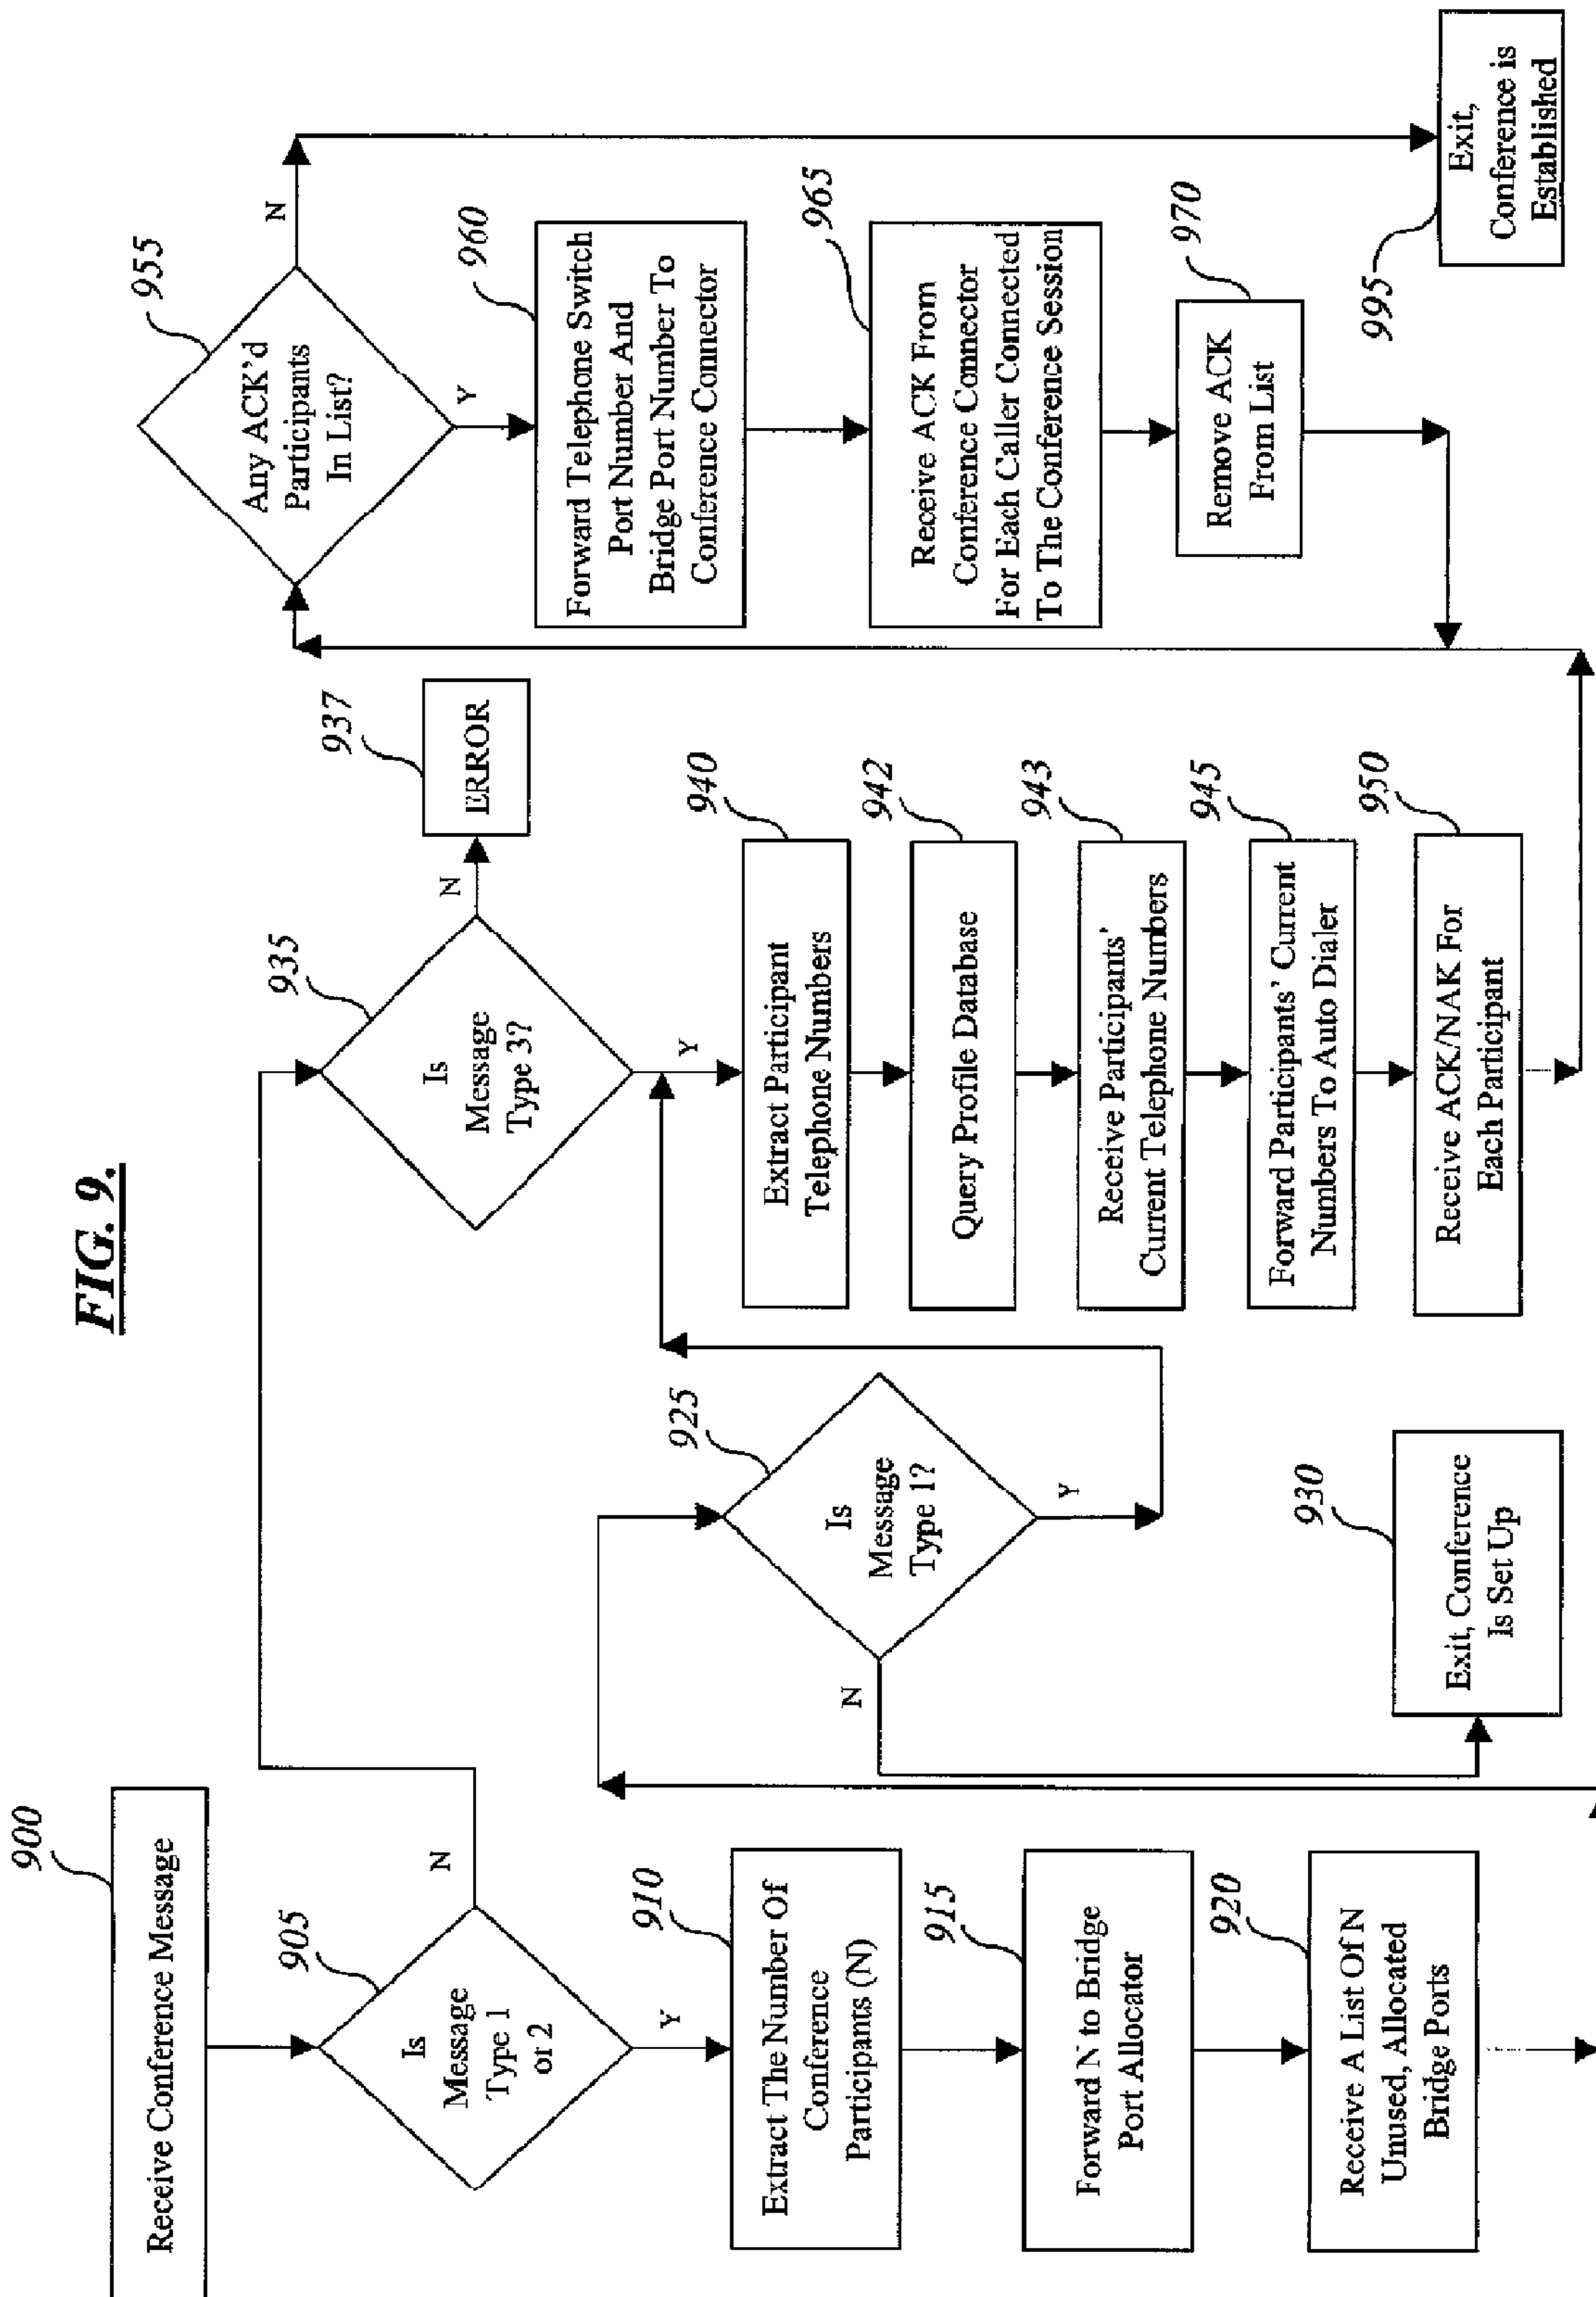 FIG. 9.
900
Receive Conference Message
905
Is
Message
Type 1
or 2
N
Y
910
Extract The Number Of
Conference
Participants (N)
915
Forward N to Bridge
Port Allocator
920
Receive A List Of N
Unused, Allocated
Bridge Ports
925
Is
Message
Type 1?
N
Y
930
Exit, Conference
Is Set Up
935
Is
Message
Type 3?
N
Y
937
ERROR
940
Extract Participant
Telephone Numbers
942
Query Profile Database
943
Receive Participants'
Current Telephone Numbers
945
Forward Participants' Current
Numbers To Auto Dialer
950
Receive ACK/NAK For
Each Participant
955
Any ACK'd
Participants
In List?
N
Y
960
Forward Telephone Switch
Port Number And
Bridge Port Number To
Conference Connector
965
Receive ACK From
Conference Connector
For Each Caller Connected
To The Conference Session
970
Remove ACK
From List
995
Exit,
Conference is
Established